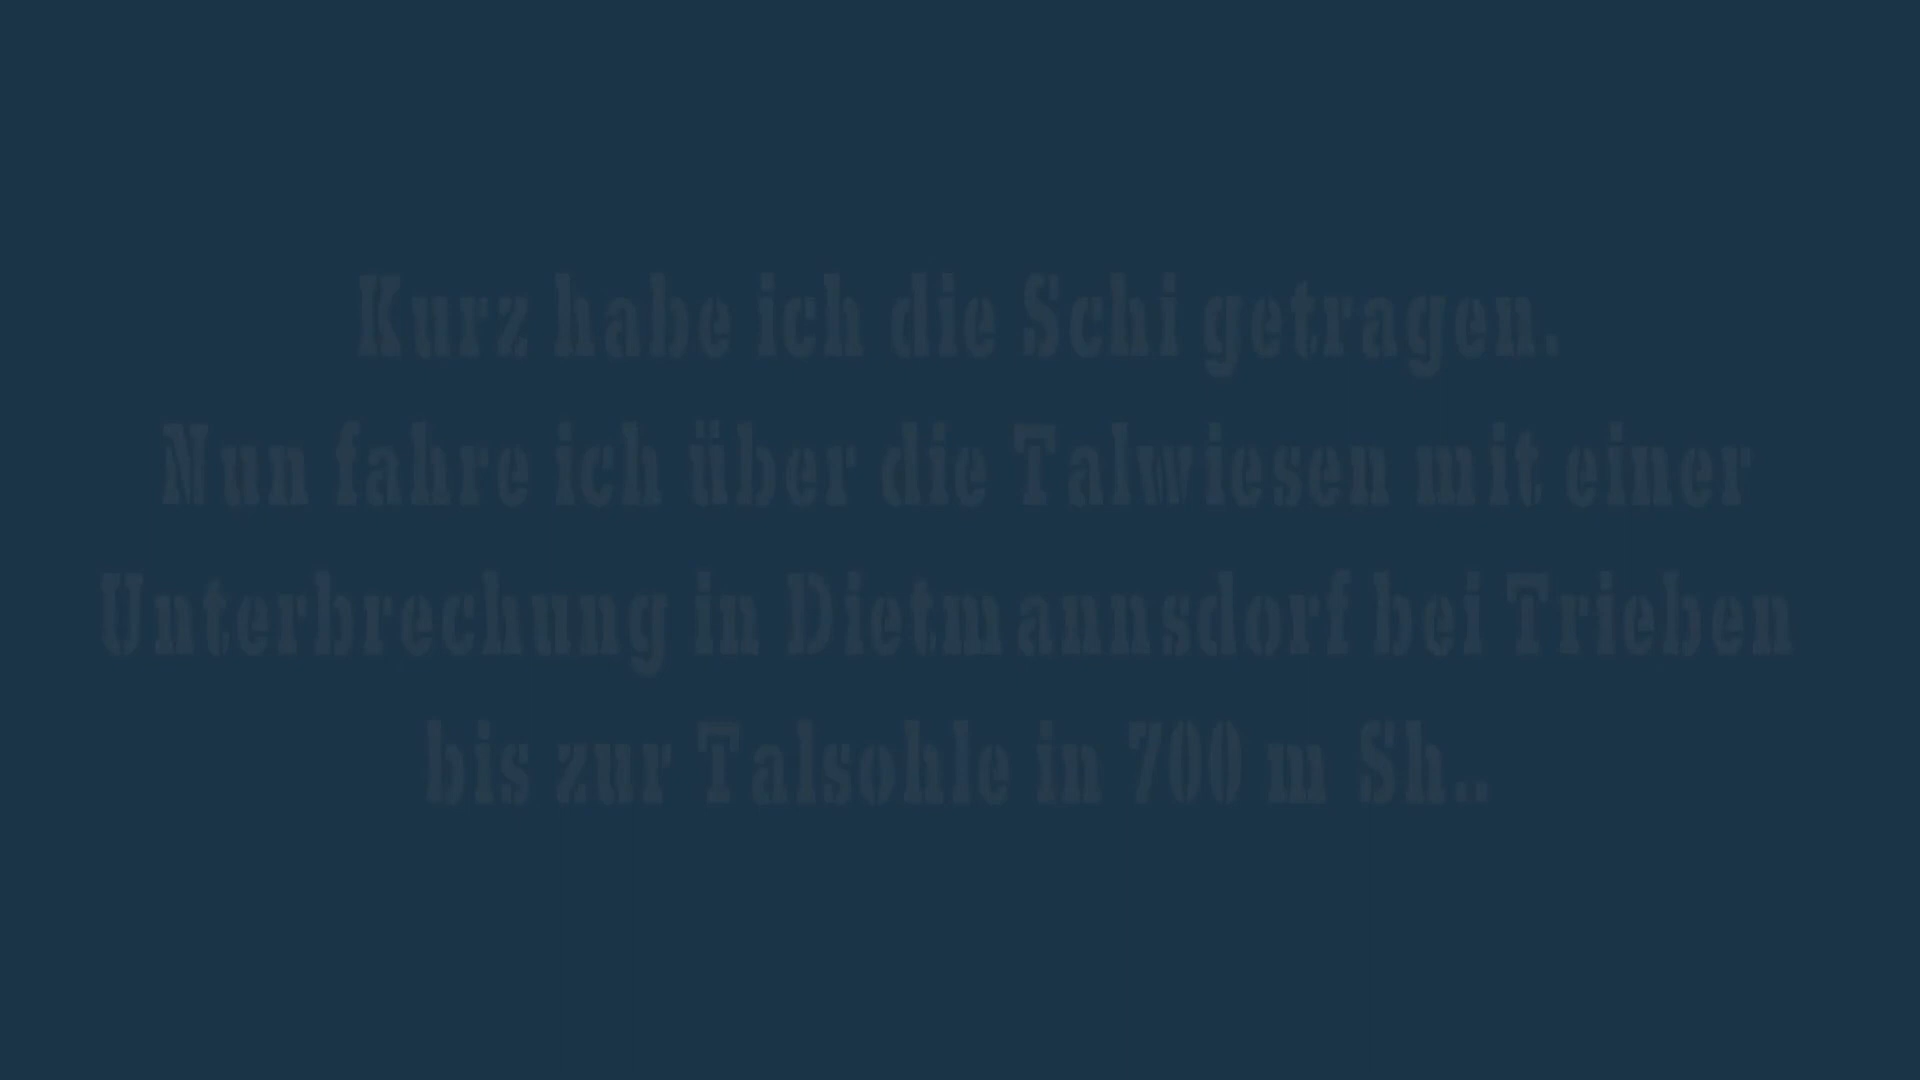 Kurz habe ich die Schi getragen.
Nun fahre ich über die Talwiesen mit einer
Unterbrechung in Dietmannsdorf bei Trieben
bis zur Talsohle in 700 m Sh..